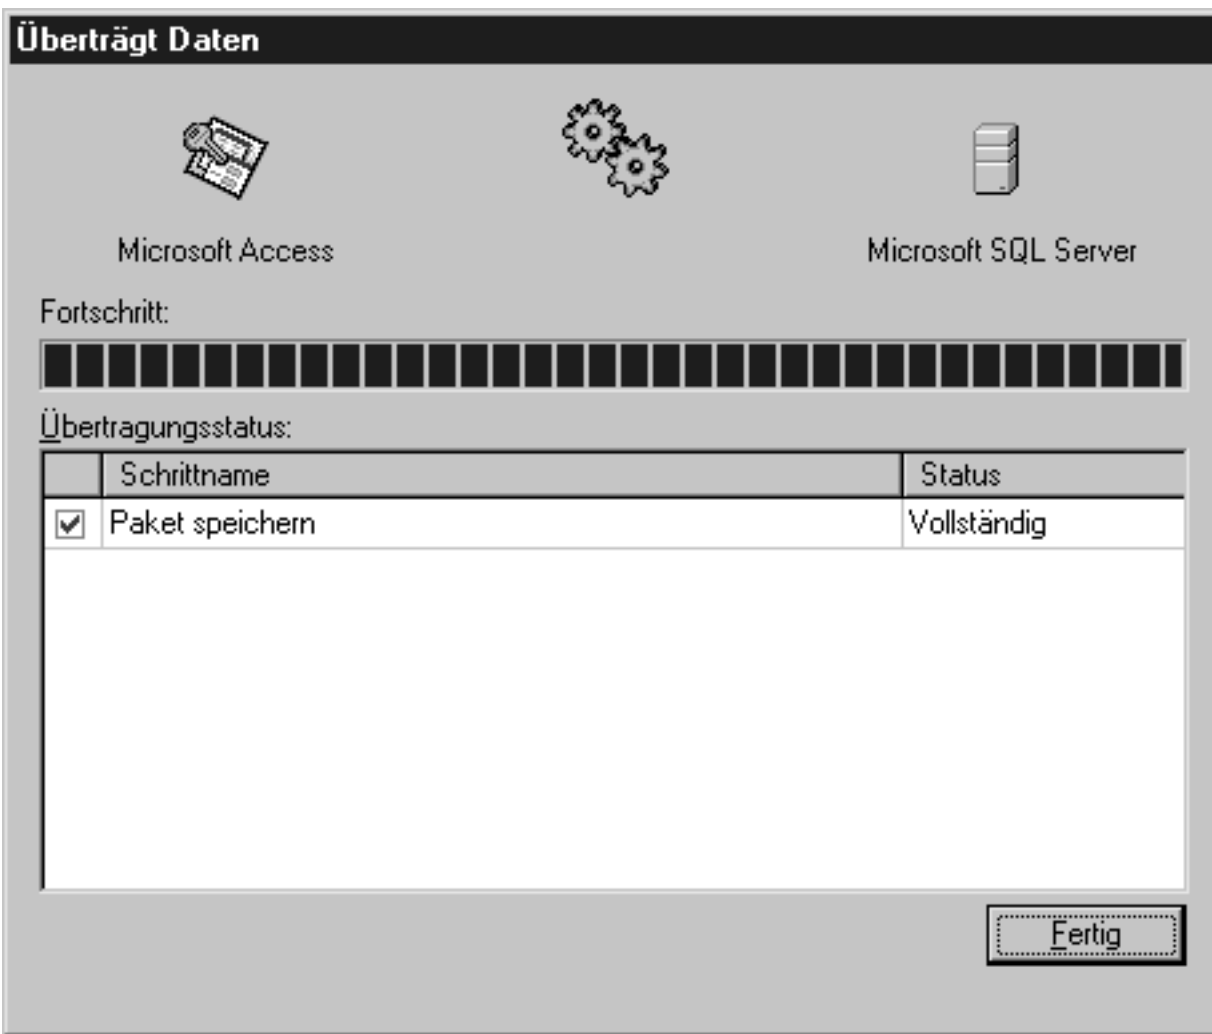 Überträgt Daten
Microsoft Access
Microsoft SQL Server
Fortschritt:
Übertragungsstatus:
Schrittname Status
Paket speichern Vollständig
Fertig